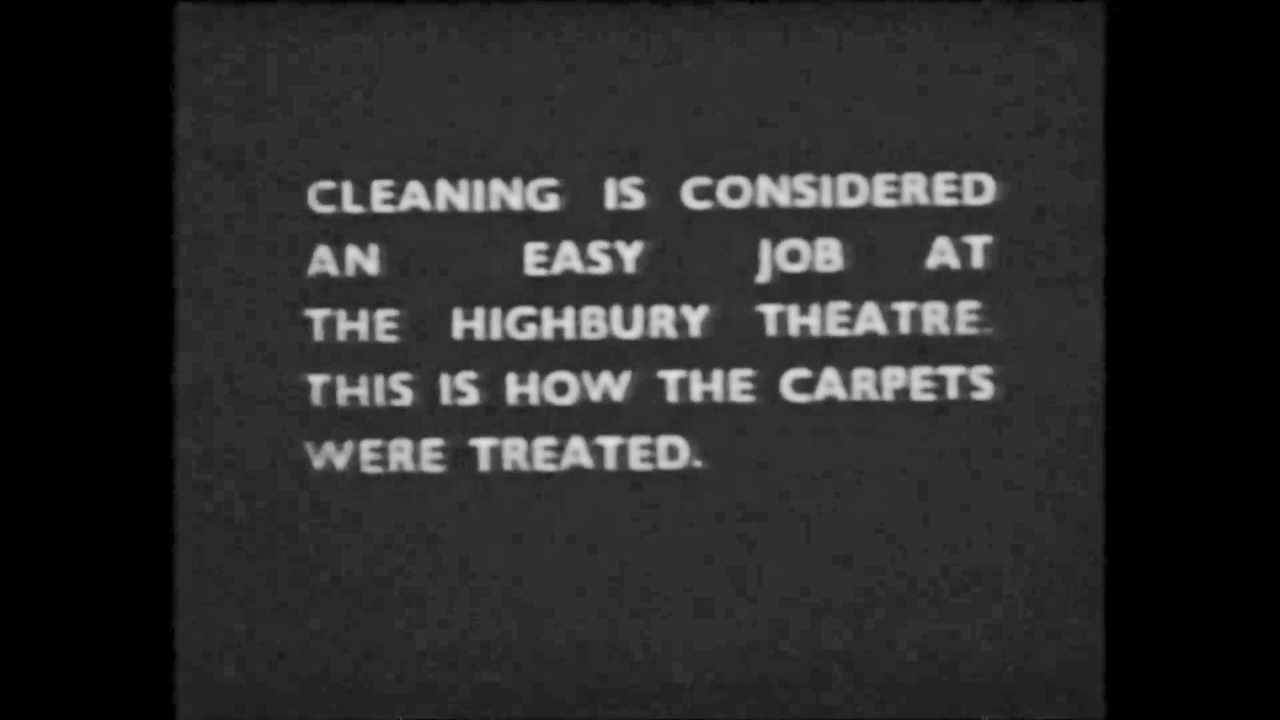 CLEANING IS CONSIDERED
AN EASY JOB AT
THE HIGHBURY THEATRE.
THIS IS HOW THE CARPETS
WERE TREATED.